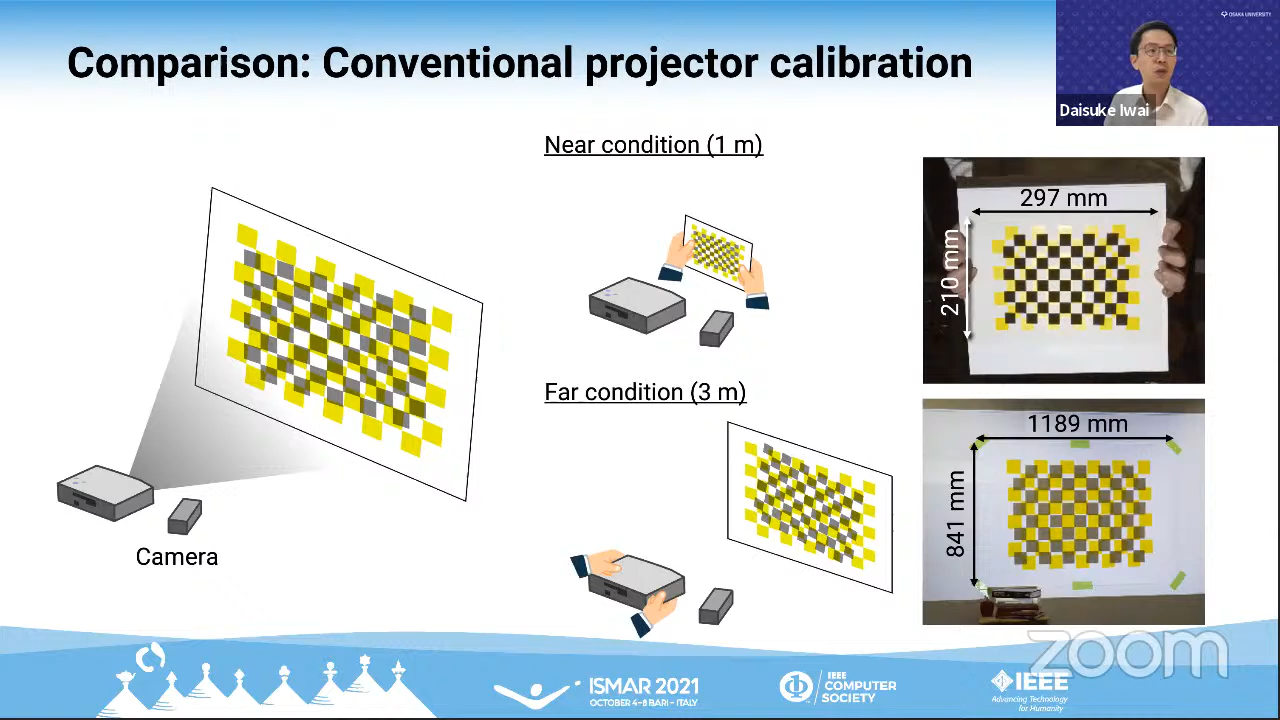 Comparison: Conventional projector calibration
OSAKA UNIVERSITY
Daisuke Iwai
Near condition (1 m)
297 mm
210 mm
Far condition (3 m)
1189 mm
841 mm
Camera
zoom
ISMAR 2021
OCTOBER 4-8 BARI - ITALY
IEEE
COMPUTER
SOCIETY
IEEE
Advancing Technology
for Humanity